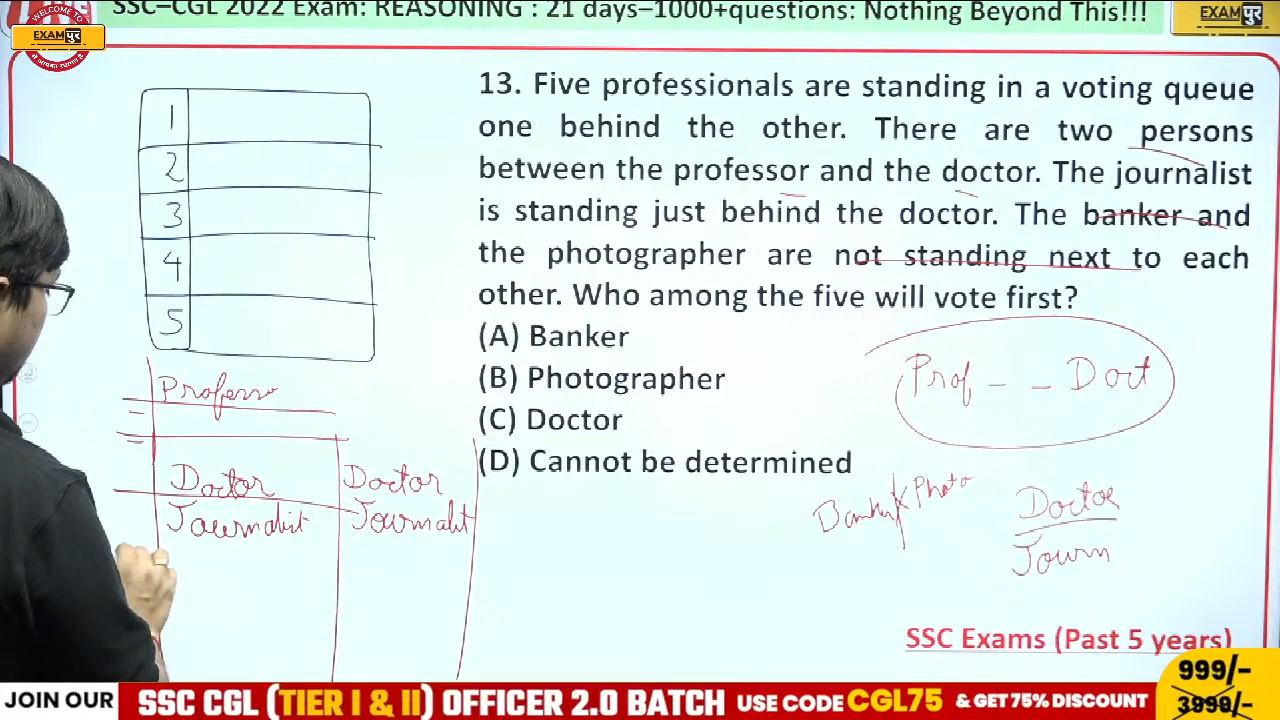 SSC–CGL 2022 Exam: REASONING : 21 days–1000+questions: Nothing Beyond This!!!
WELCOME TO
EXAMपुर
EXAMपुर
1
2
3
4
5
13. Five professionals are standing in a voting queue
one behind the other. There are two persons
between the professor and the doctor. The journalist
is standing just behind the doctor. The banker and
the photographer are not standing next to each
other. Who among the five will vote first?
(A) Banker
(B) Photographer
(C) Doctor
(D) Cannot be determined
Prof _ _ Doct
Banker Photo
Doctor
Journ
Doctor Doctor
SSC Exams (Past 5 years)
JOIN OUR SSC CGL (TIER I & II) OFFICER 2.0 BATCH USE CODE CGL75 & GET 75% DISCOUNT
999/-
3999/-